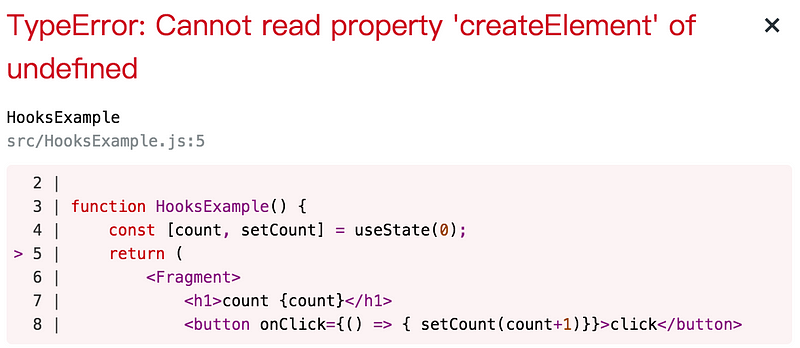 TypeError: Cannot read property 'createElement' of
undefined
×
HooksExample
src/HooksExample.js:5
2 |
3 | function HooksExample() {
4 |     const [count, setCount] = useState(0);
> 5 |     return (
6 |         <Fragment>
7 |             <h1>count {count}</h1>
8 |             <button onClick={() => { setCount(count+1)}}>click</button>